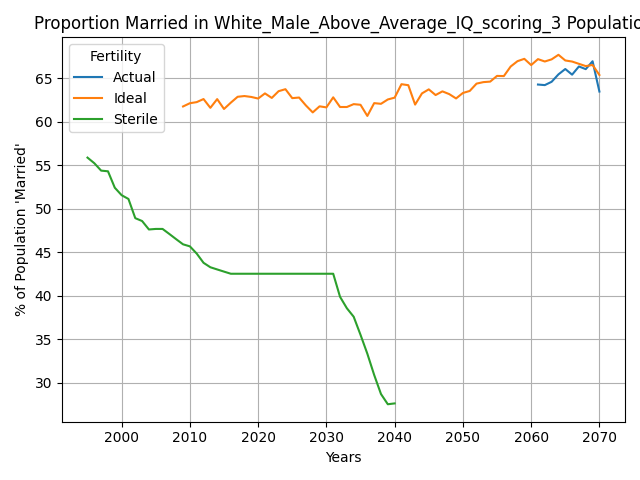 Proportion Married in White_Male_Above_Average_IQ_scoring_3 Populatio
Fertility
Actual
Ideal
Sterile
% of Population 'Married'
65
60
55
50
45
40
35
30
2000
2010
2020
2030
2040
2050
2060
2070
Years